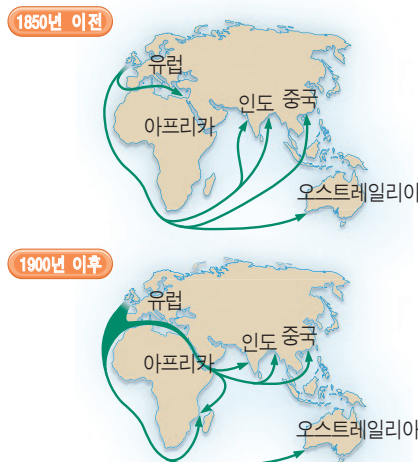 1850년 이전
유럽
인도 중국
아프리카
오스트레일리아
1900년 이후
유럽
인도 중국
아프리카
오스트레일리아